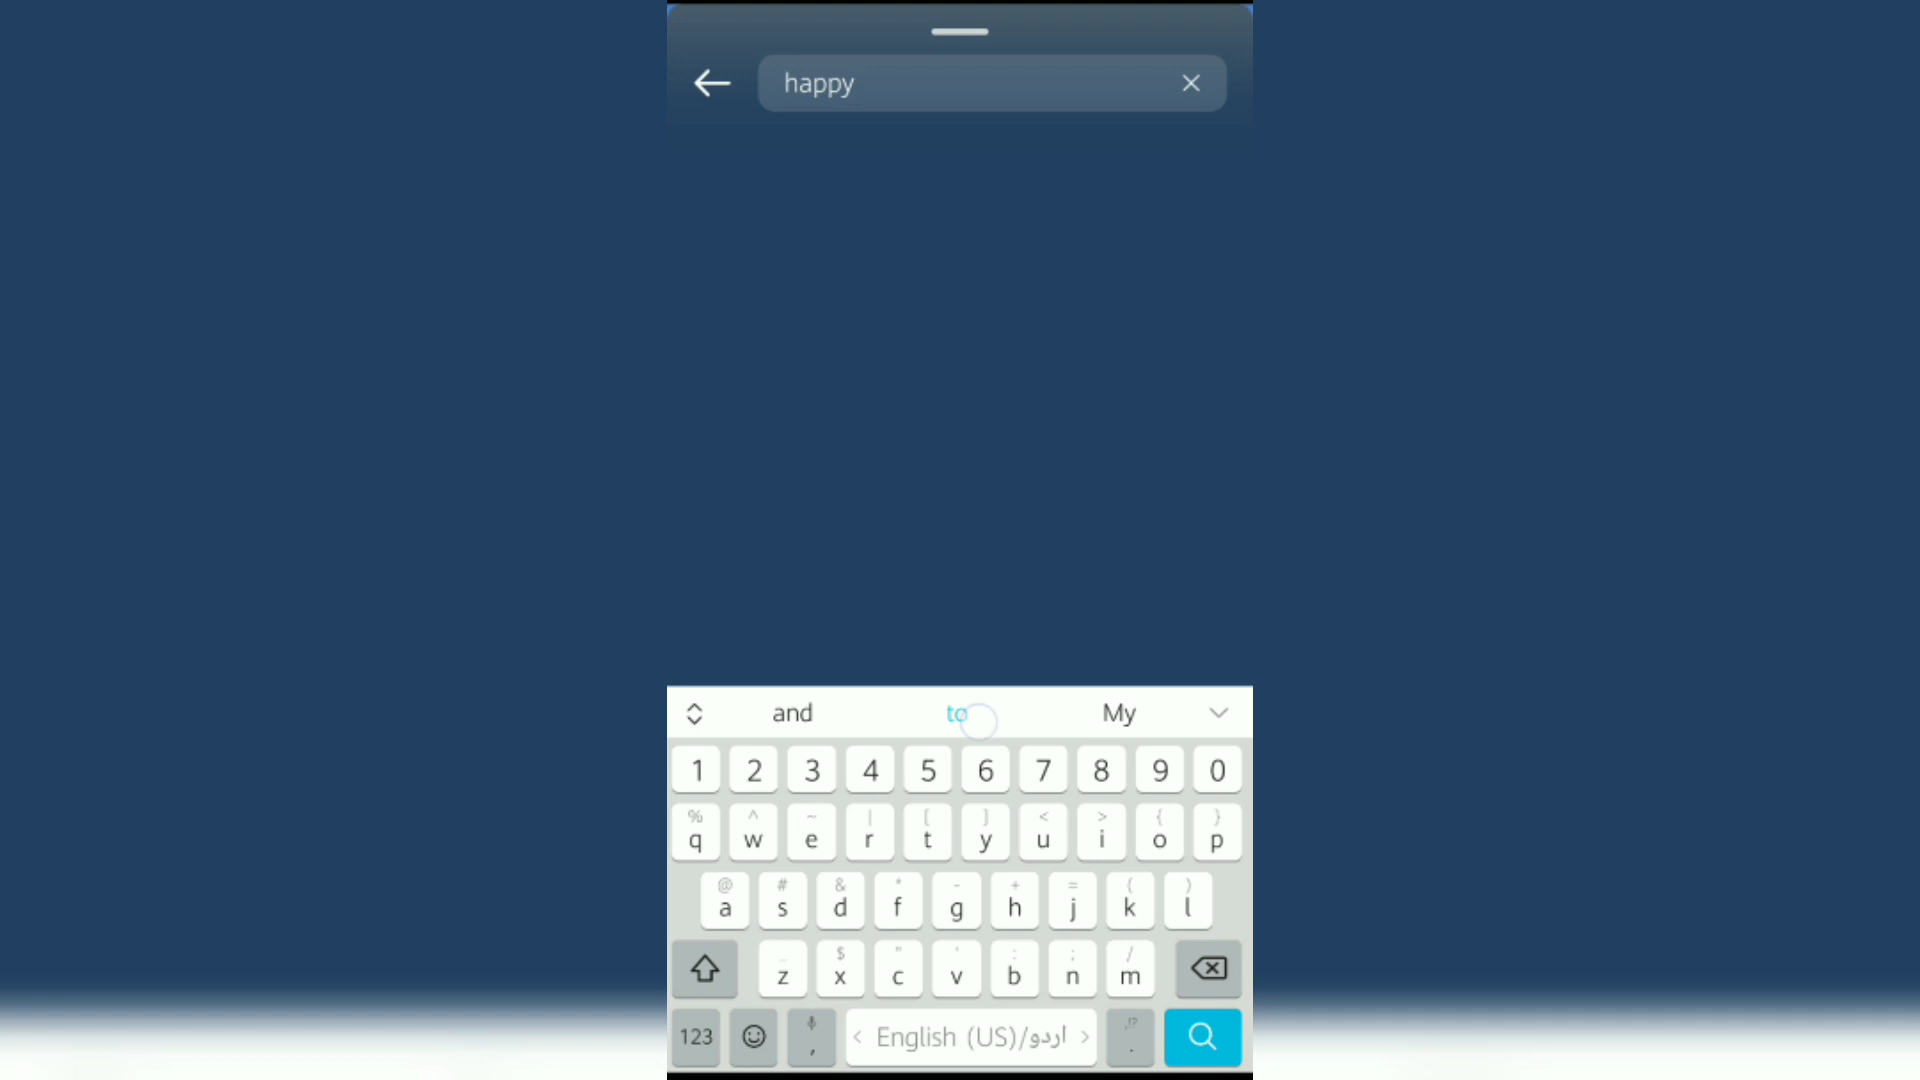 happy
and to My
1 2 3 4 5 6 7 8 9 0
% ^ ~ | [ ] < > { }
q w e r t y u i o p
@ # & * - + = ( )
a s d f g h j k l
_ $ " ' : ; /
z x c v b n m
!?
123 , < English (US)/اردو > .